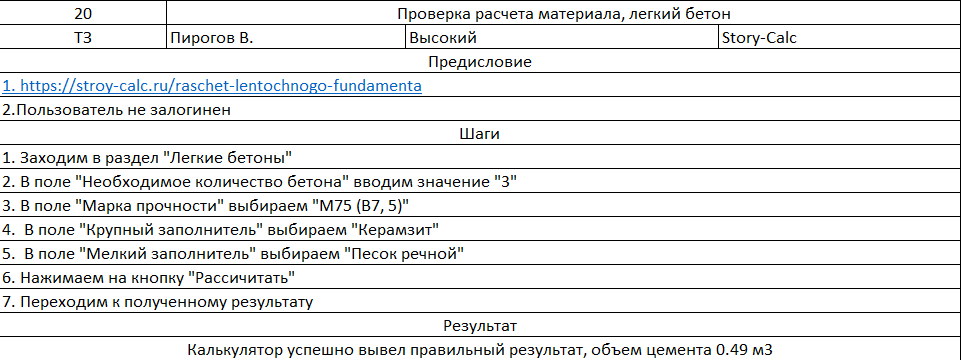 20 Проверка расчета материала, легкий бетон
ТЗ Пирогов В. Высокий Story-Calc
Предисловие
1. https://stroy-calc.ru/raschet-lentochnogo-fundamenta
2.Пользователь не залогинен
Шаги
1. Заходим в раздел "Легкие бетоны"
2. В поле "Необходимое количество бетона" вводим значение "3"
3. В поле "Марка прочности" выбираем "М75 (В7, 5)"
4.  В поле "Крупный заполнитель" выбираем "Керамзит"
5.  В поле "Мелкий заполнитель" выбираем "Песок речной"
6. Нажимаем на кнопку "Рассичитать"
7. Переходим к полученному результату
Результат
Калькулятор успешно вывел правильный результат, объем цемента 0.49 м3